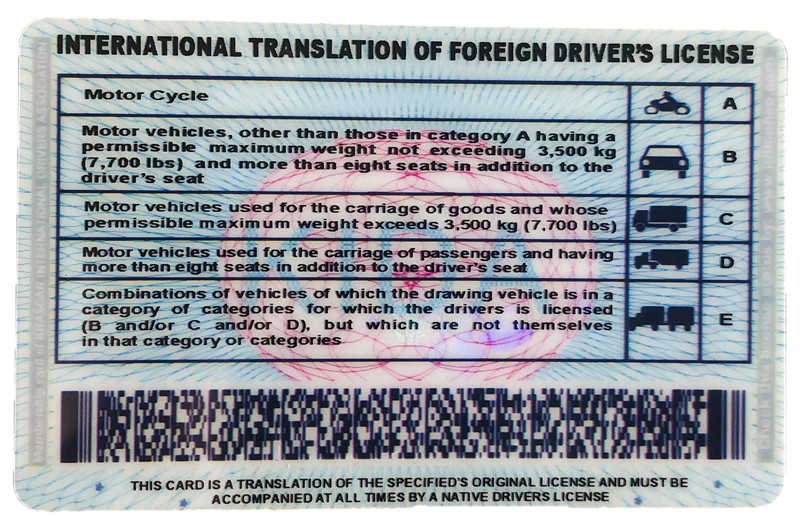 INTERNATIONAL TRANSLATION OF FOREIGN DRIVER'S LICENSE
Motor Cycle
A
Motor vehicles, other than those in category A having a
permissible maximum weight not exceeding 3,500 kg
(7,700 lbs) and more than eight seats in addition to the
driver's seat
B
Motor vehicles used for the carriage of goods and whose
permissible maximum weight exceeds 3,500 kg (7,700 lbs)
C
Motor vehicles used for the carriage of passengers and having
more than eight seats in addition to the driver's seat
D
Combinations of vehicles of which the drawing vehicle is in a
category of categories for which the drivers is licensed
(B and/or C and/or D), but which are not themselves
in that category or categories
E
THIS CARD IS A TRANSLATION OF THE SPECIFIED'S ORIGINAL LICENSE AND MUST BE
ACCOMPANIED AT ALL TIMES BY A NATIVE DRIVERS LICENSE